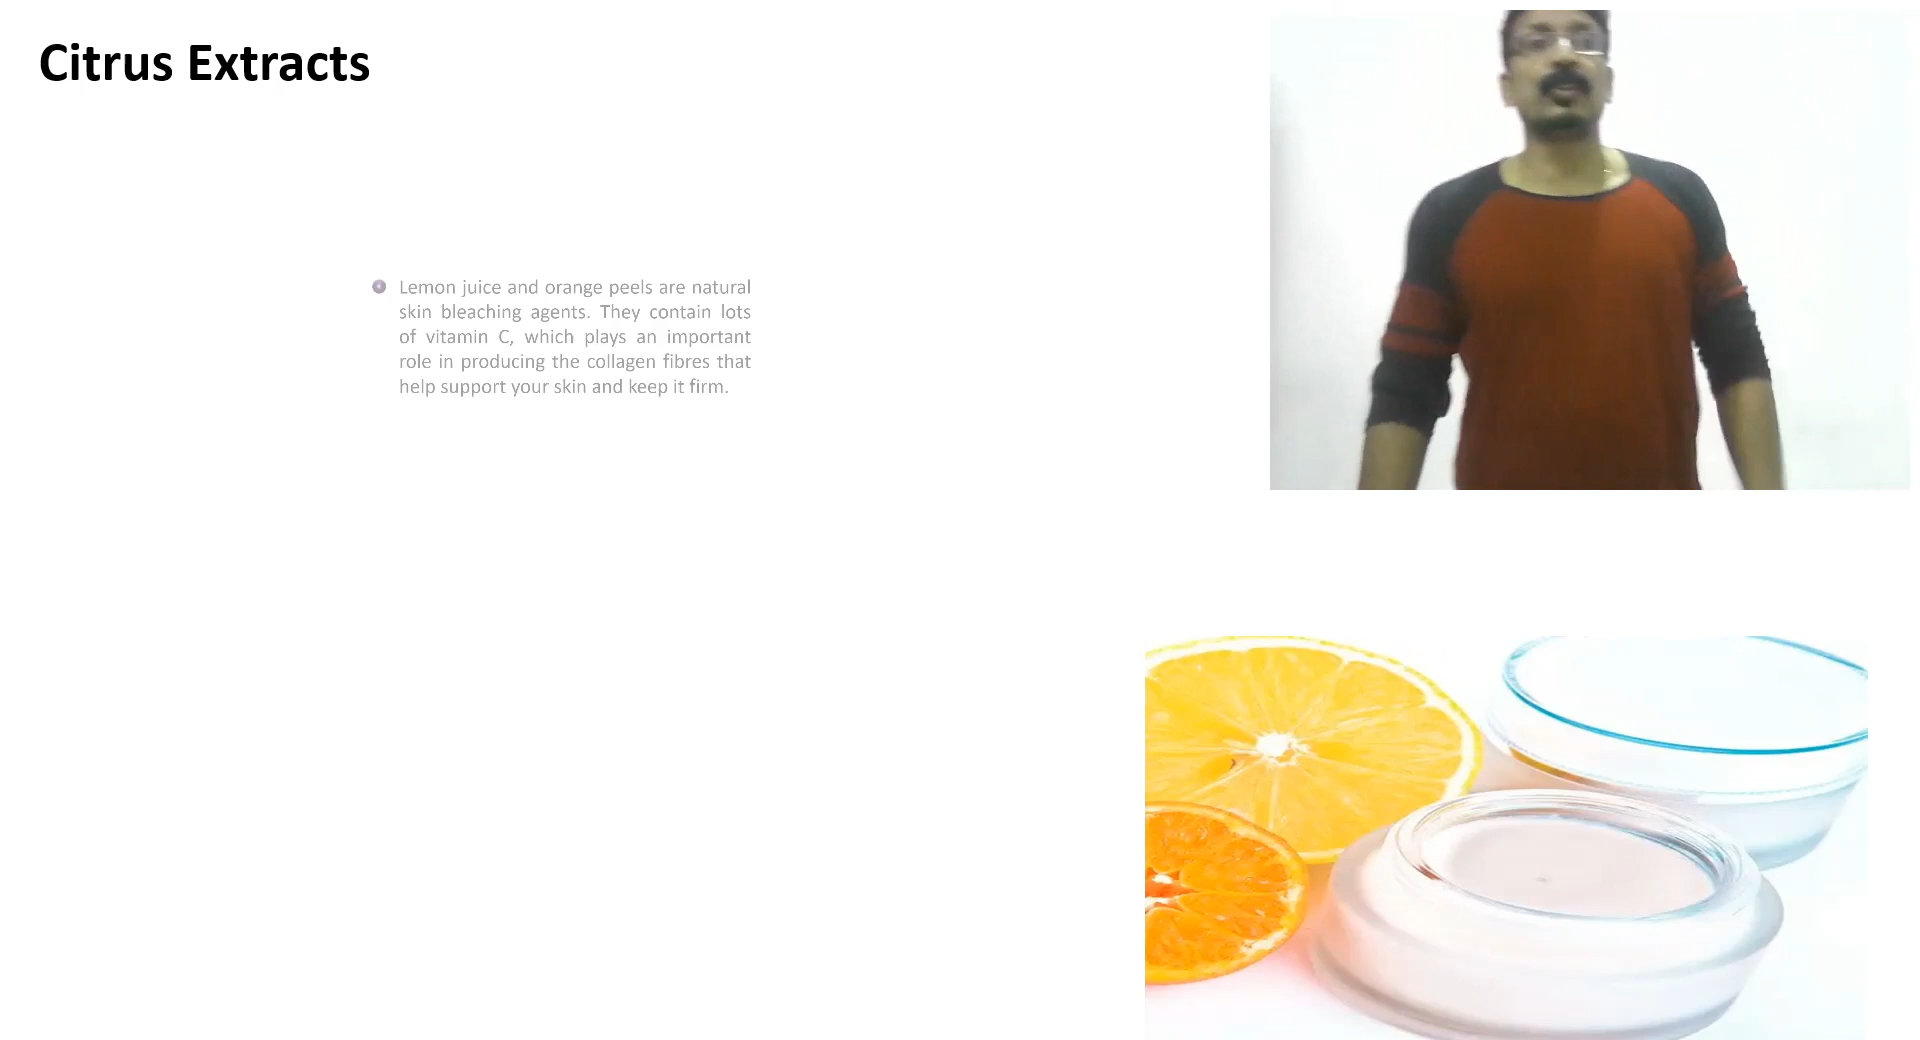 Citrus Extracts
Lemon juice and orange peels are natural
skin bleaching agents. They contain lots
of vitamin C, which plays an important
role in producing the collagen fibres that
help support your skin and keep it firm.